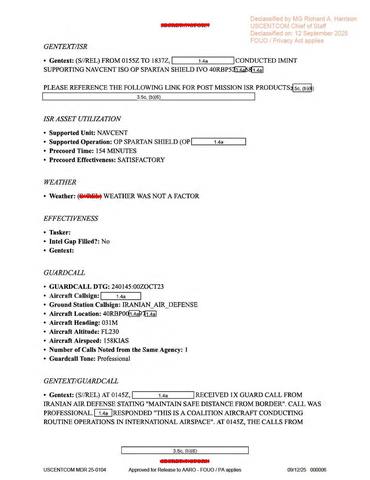 SECRET//NOFORN
Declassified by MG Richard A. Harrison
USCENTCOM Chief of Staff
Declassified on: 12 September 2025
FOUO / Privacy Act applies
GENTEXT/ISR
• Gentext: (S//REL) FROM 0155Z TO 1837Z, 1.4a CONDUCTED IMINT
SUPPORTING NAVCENT ISO OP SPARTAN SHIELD IVO 40RBP52 1.4a 1.4a
PLEASE REFERENCE THE FOLLOWING LINK FOR POST MISSION ISR PRODUCTS: 3.5c, (b)(6)
3.5c, (b)(6)
ISR ASSET UTILIZATION
• Supported Unit: NAVCENT
• Supported Operation: OP SPARTAN SHIELD (OP 1.4a
• Precoord Time: 154 MINUTES
• Precoord Effectiveness: SATISFACTORY
WEATHER
• Weather: (S//REL) WEATHER WAS NOT A FACTOR
EFFECTIVENESS
• Tasker:
• Intel Gap Filled?: No
• Gentext:
GUARDCALL
• GUARDCALL DTG: 240145:00ZOCT23
• Aircraft Callsign: 1.4a
• Ground Station Callsign: IRANIAN_AIR_DEFENSE
• Aircraft Location: 40RBP00 1.4a 1.4a
• Aircraft Heading: 031M
• Aircraft Altitude: FL230
• Aircraft Airspeed: 158KIAS
• Number of Calls Noted from the Same Agency: 1
• Guardcall Tone: Professional
GENTEXT/GUARDCALL
• Gentext: (S//REL) AT 0145Z, 1.4a RECEIVED 1X GUARD CALL FROM
IRANIAN AIR DEFENSE STATING "MAINTAIN SAFE DISTANCE FROM BORDER". CALL WAS
PROFESSIONAL. 1.4a RESPONDED "THIS IS A COALITION AIRCRAFT CONDUCTING
ROUTINE OPERATIONS IN INTERNATIONAL AIRSPACE". AT 0145Z, THE CALLS FROM
3.5c, (b)(6)
SECRET//NOFORN
USCENTCOM MDR 25-0104 Approved for Release to AARO - FOUO / PA applies 09/12/25 000006